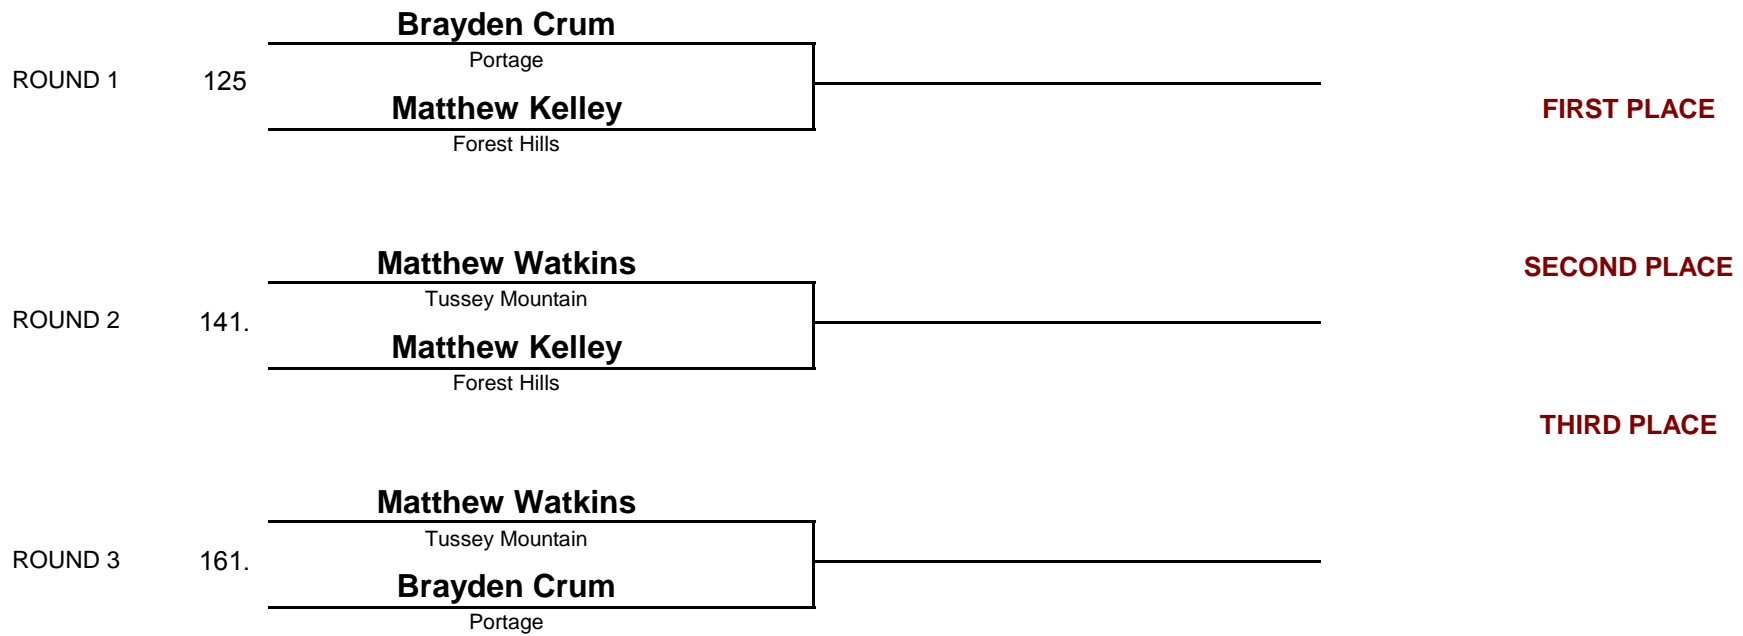 Brayden Crum
Portage
ROUND 1 125
Matthew Kelley
FIRST PLACE
Forest Hills
Matthew Watkins
SECOND PLACE
Tussey Mountain
ROUND 2 141.
Matthew Kelley
Forest Hills
THIRD PLACE
Matthew Watkins
Tussey Mountain
ROUND 3 161.
Brayden Crum
Portage